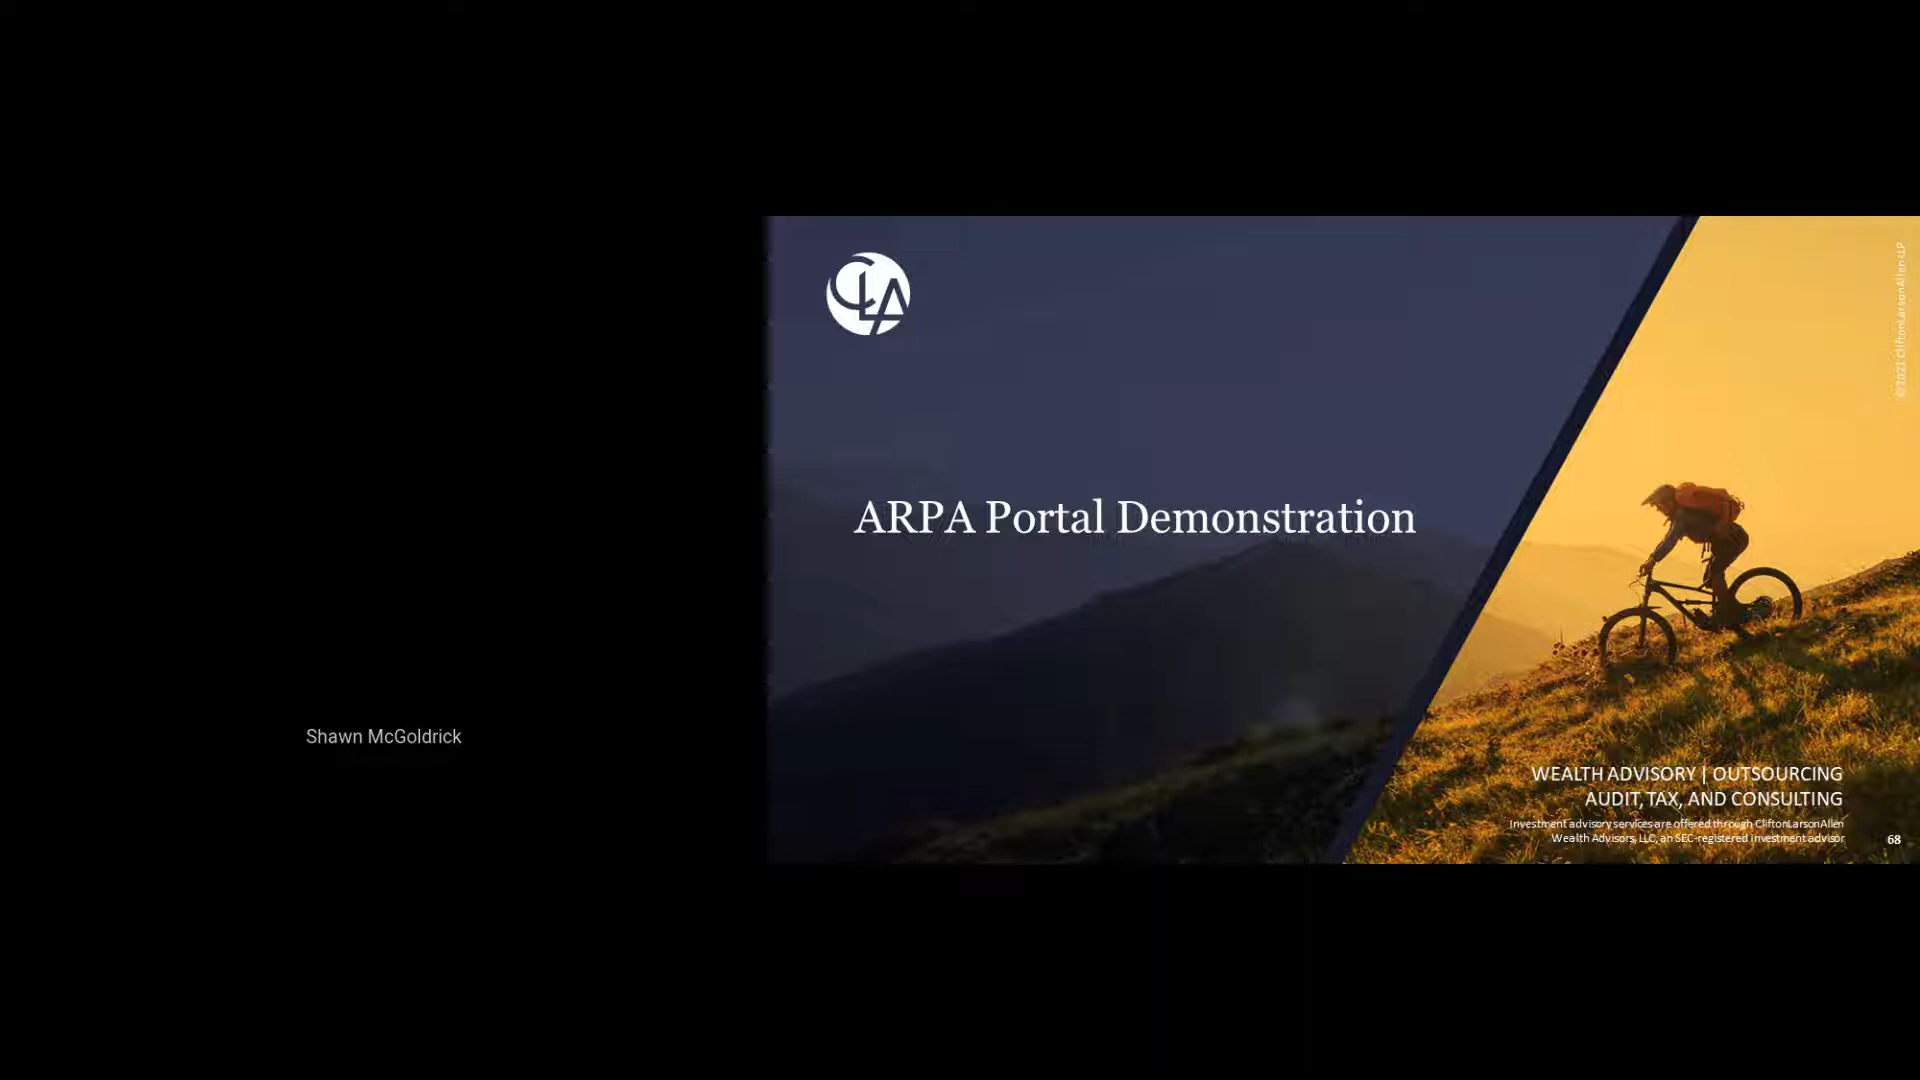 CLA
ARPA Portal Demonstration
Shawn McGoldrick
© 2021 CliftonLarsonAllen LLP
WEALTH ADVISORY | OUTSOURCING
AUDIT, TAX, AND CONSULTING
Investment advisory services are offered through CliftonLarsonAllen
Wealth Advisors, LLC, an SEC-registered investment advisor
68